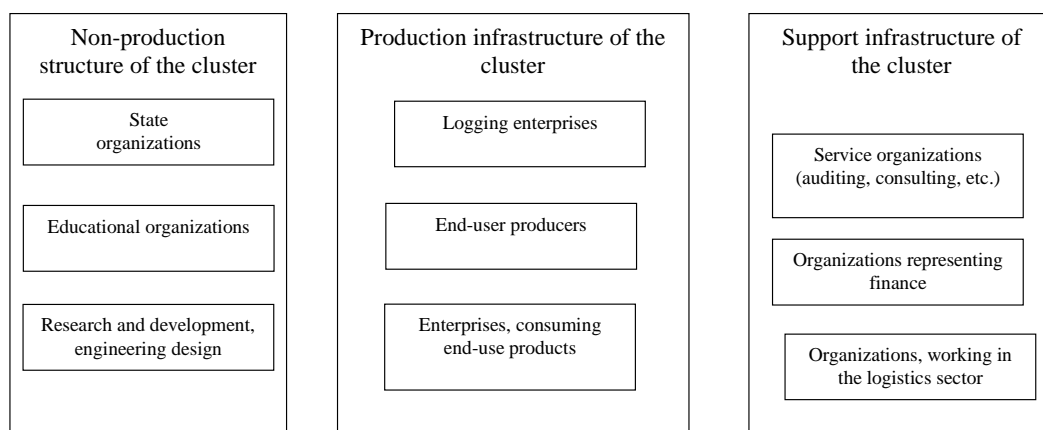 Non-production
structure of the cluster
State
organizations
Educational organizations
Research and development,
engineering design
Production infrastructure of the
cluster
Logging enterprises
End-user producers
Enterprises, consuming
end-use products
Support infrastructure of
the cluster
Service organizations
(auditing, consulting, etc.)
Organizations representing
finance
Organizations, working in
the logistics sector